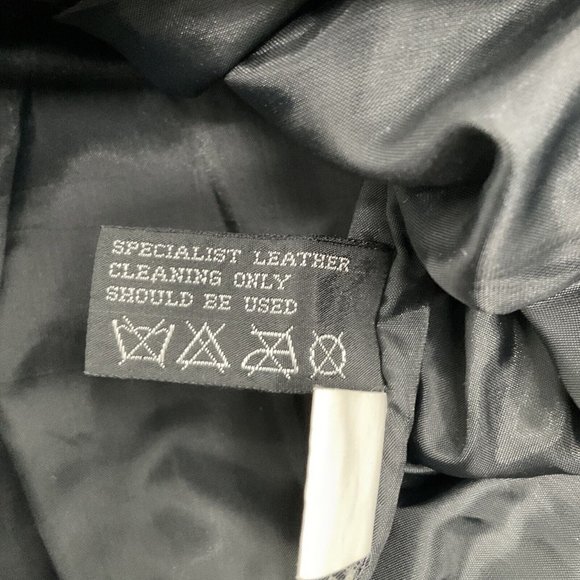 SPECIALIST LEATHER
CLEANING ONLY
SHOULD BE USED